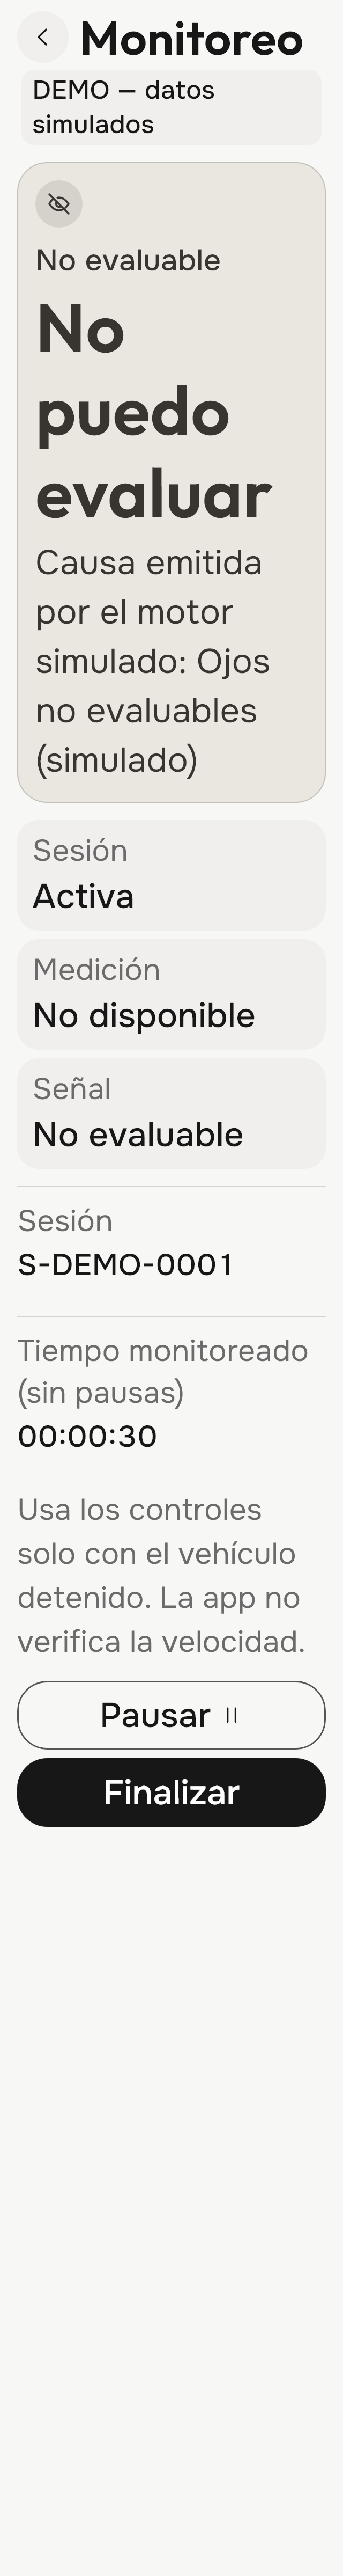 Monitoreo
DEMO — datos
simulados
No evaluable
No
puedo
evaluar
Causa emitida
por el motor
simulado: Ojos
no evaluables
(simulado)
Sesión
Activa
Medición
No disponible
Señal
No evaluable
Sesión
S-DEMO-0001
Tiempo monitoreado
(sin pausas)
00:00:30
Usa los controles
solo con el vehículo
detenido. La app no
verifica la velocidad.
Pausar
Finalizar